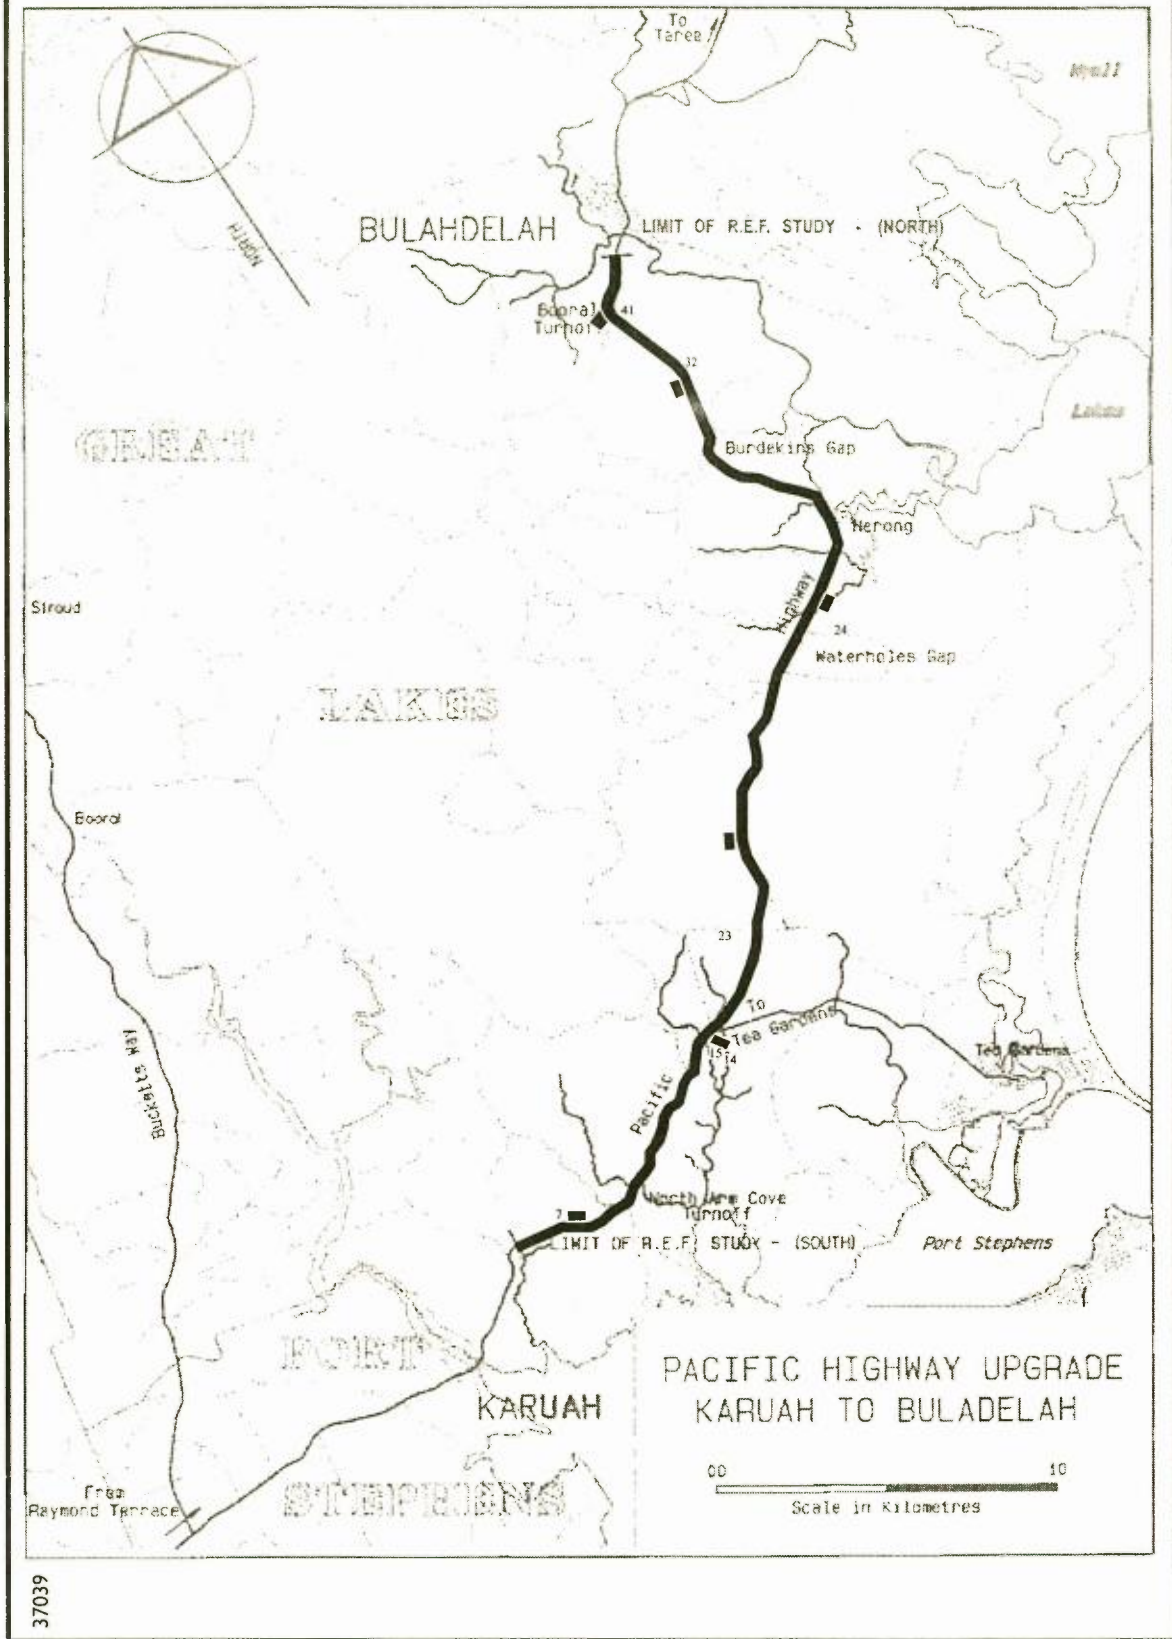 To
Taree
Myall
NORTH
BULAHDELAH
LIMIT OF R.E.F. STUDY - (NORTH)
Booral
Turnoff
41
32
GREAT
Lakes
Burdekins Gap
Nerong
Highway
Stroud
24
Waterholes Gap
LAKES
Booral
23
To
Tea Gardens
Tea Gardens
15
14
Bucketts Way
Pacific
North Arm Cove
Turnoff
7
LIMIT OF R.E.F. STUDY - (SOUTH)
Port Stephens
PORT
KARUAH
PACIFIC HIGHWAY UPGRADE
KARUAH TO BULADELAH
STEPHENS
00 10
Scale in Kilometres
From
Raymond Terrace
37039